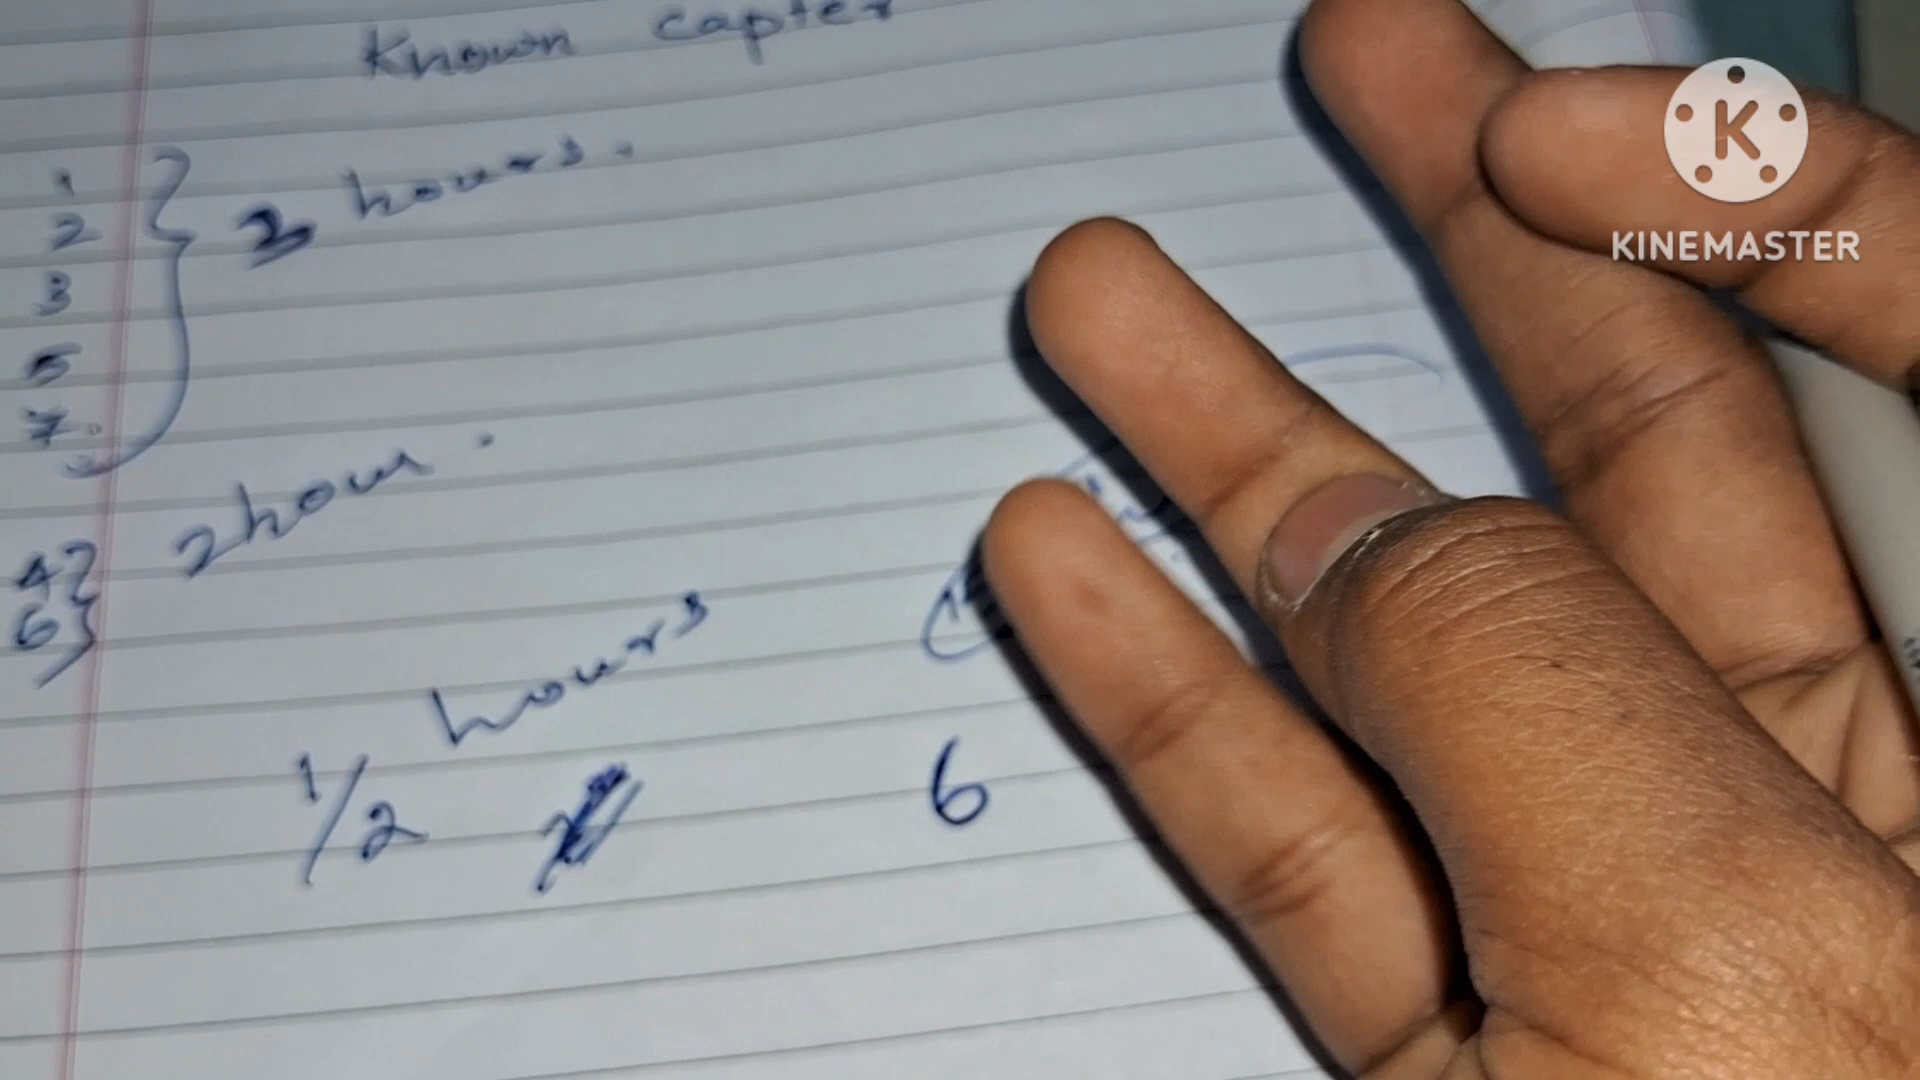 Known capter
K
KINEMASTER
1
2
3 hours.
3
5
7.
2 hour.
4
6
1/2 hours
6